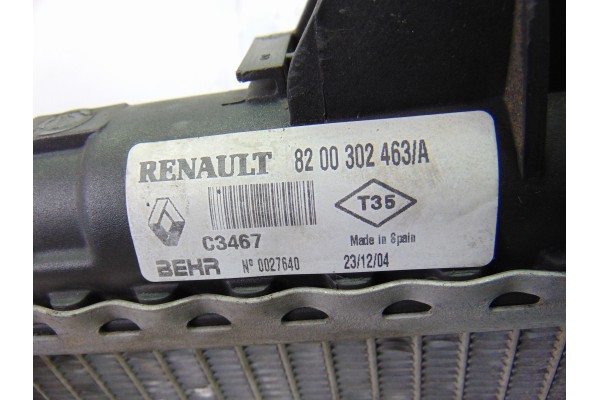 RENAULT 82 00 302 463/A
T35
C3467
Made in Spain
BEHR Nº 0027640 23/12/04